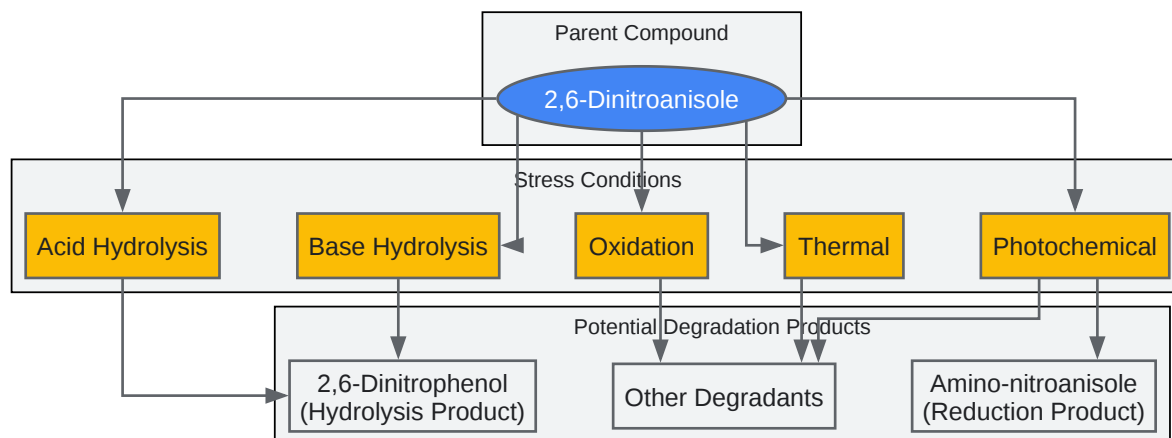 Parent Compound
2,6-Dinitroanisole
Stress Conditions
Acid Hydrolysis
Base Hydrolysis
Oxidation
Thermal
Photochemical
Potential Degradation Products
2,6-Dinitrophenol
(Hydrolysis Product)
Other Degradants
Amino-nitroanisole
(Reduction Product)